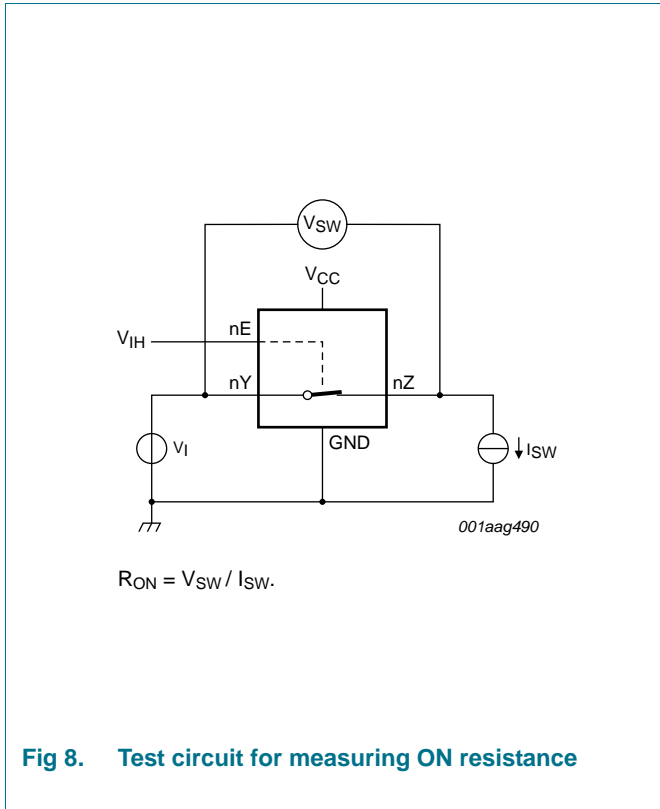 VSW
VCC
nE
VIH
nY
nZ
VI
GND
ISW
001aag490
RON = VSW / ISW.
Fig 8. Test circuit for measuring ON resistance